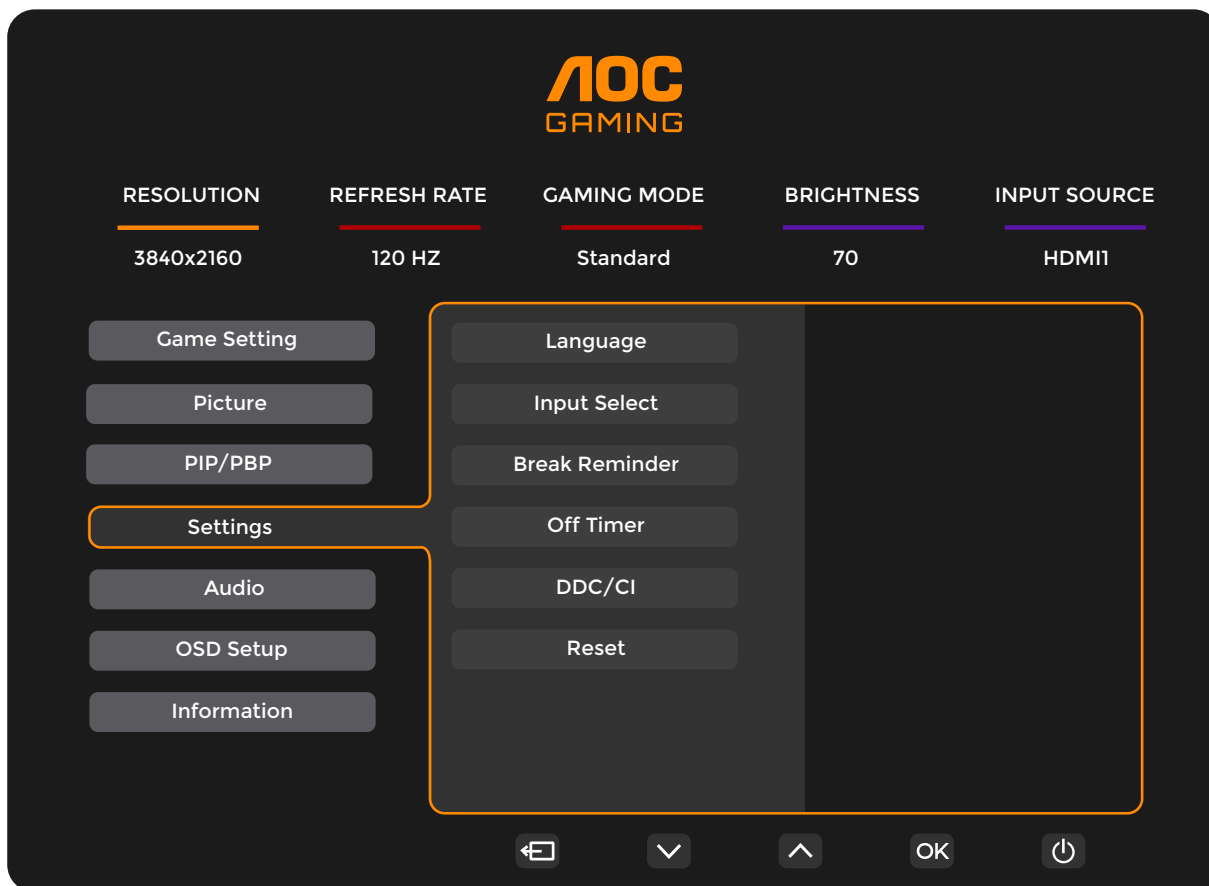 AOC
GAMING
RESOLUTION REFRESH RATE GAMING MODE BRIGHTNESS INPUT SOURCE
3840x2160 120 HZ Standard 70 HDMI1
Game Setting
Picture
PIP/PBP
Settings
Audio
OSD Setup
Information
Language
Input Select
Break Reminder
Off Timer
DDC/CI
Reset
OK